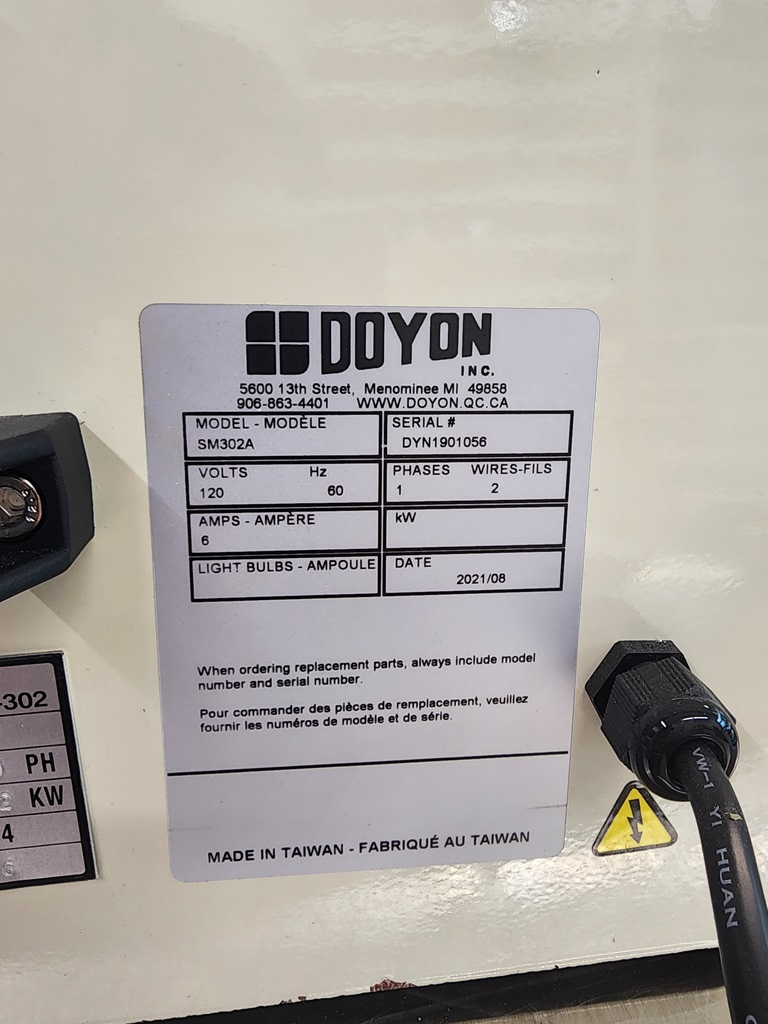 DOYON
INC.
5600 13th Street, Menominee MI 49858
906-863-4401 WWW.DOYON.QC.CA
MODEL - MODÈLE
SM302A
SERIAL #
DYN1901056
VOLTS Hz
120 60
PHASES WIRES-FILS
1 2
AMPS - AMPÈRE
6
kW
LIGHT BULBS - AMPOULE
DATE
2021/08
When ordering replacement parts, always include model
number and serial number.
Pour commander des pièces de remplacement, veuillez
fournir les numéros de modèle et de série.
MADE IN TAIWAN - FABRIQUÉ AU TAIWAN
-302
PH
2 KW
4
6
VW-1 YI HUAN